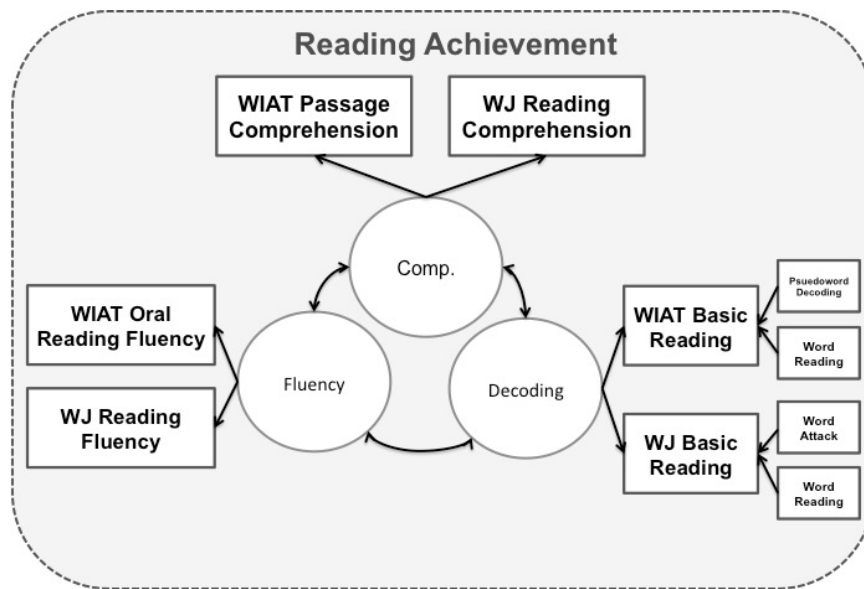 Reading Achievement
WIAT Passage
Comprehension
WJ Reading
Comprehension
Comp.
WIAT Oral
Reading Fluency
WJ Reading
Fluency
Fluency
Decoding
WIAT Basic
Reading
Psuedoword
Decoding
Word
Reading
WJ Basic
Reading
Word
Attack
Word
Reading